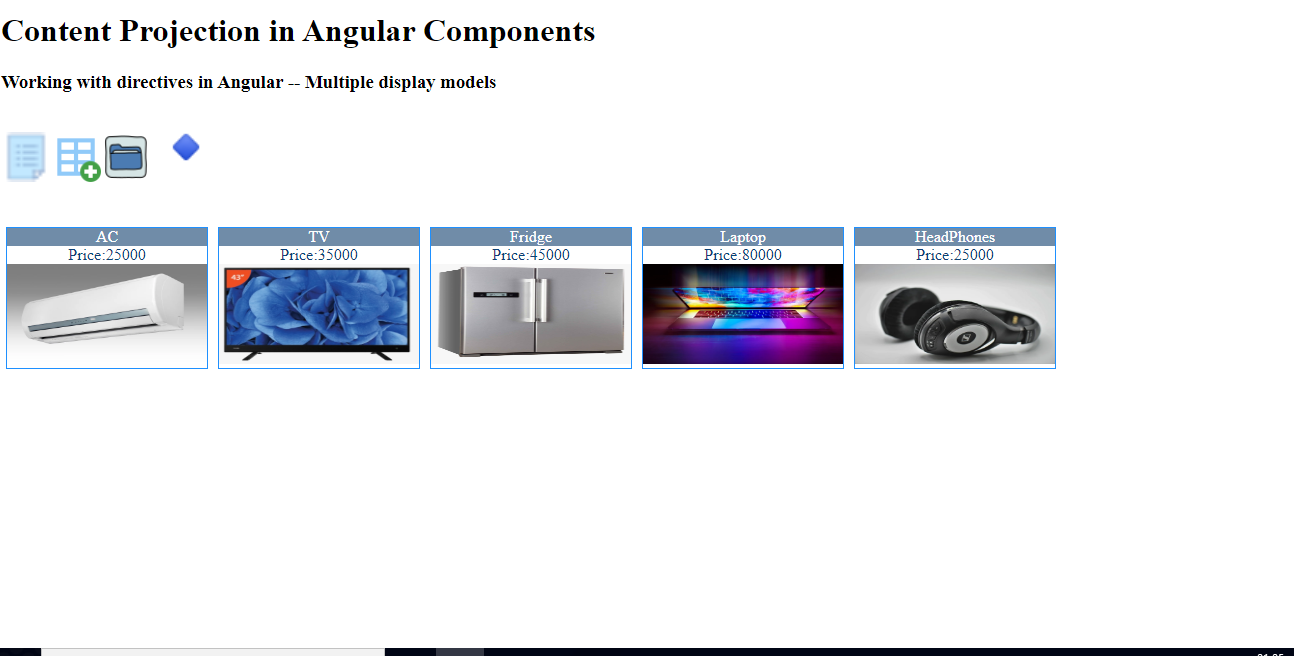 Content Projection in Angular Components
Working with directives in Angular -- Multiple display models
AC
Price:25000
TV
Price:35000
43"
Fridge
Price:45000
Laptop
Price:80000
HeadPhones
Price:25000